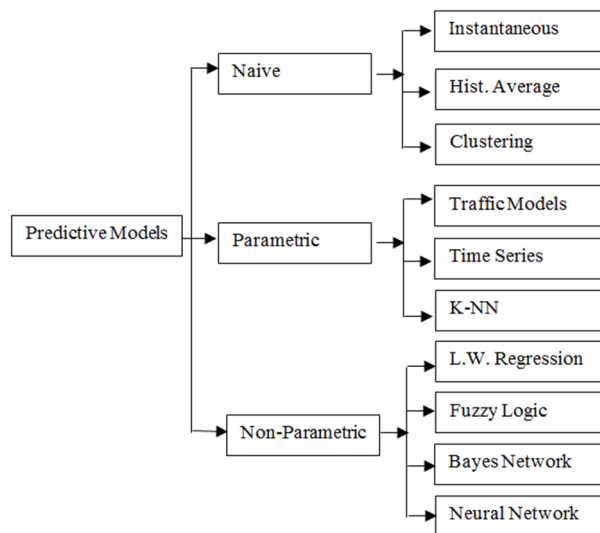 Predictive Models
Naive
Instantaneous
Hist. Average
Clustering
Parametric
Traffic Models
Time Series
K-NN
Non-Parametric
L.W. Regression
Fuzzy Logic
Bayes Network
Neural Network